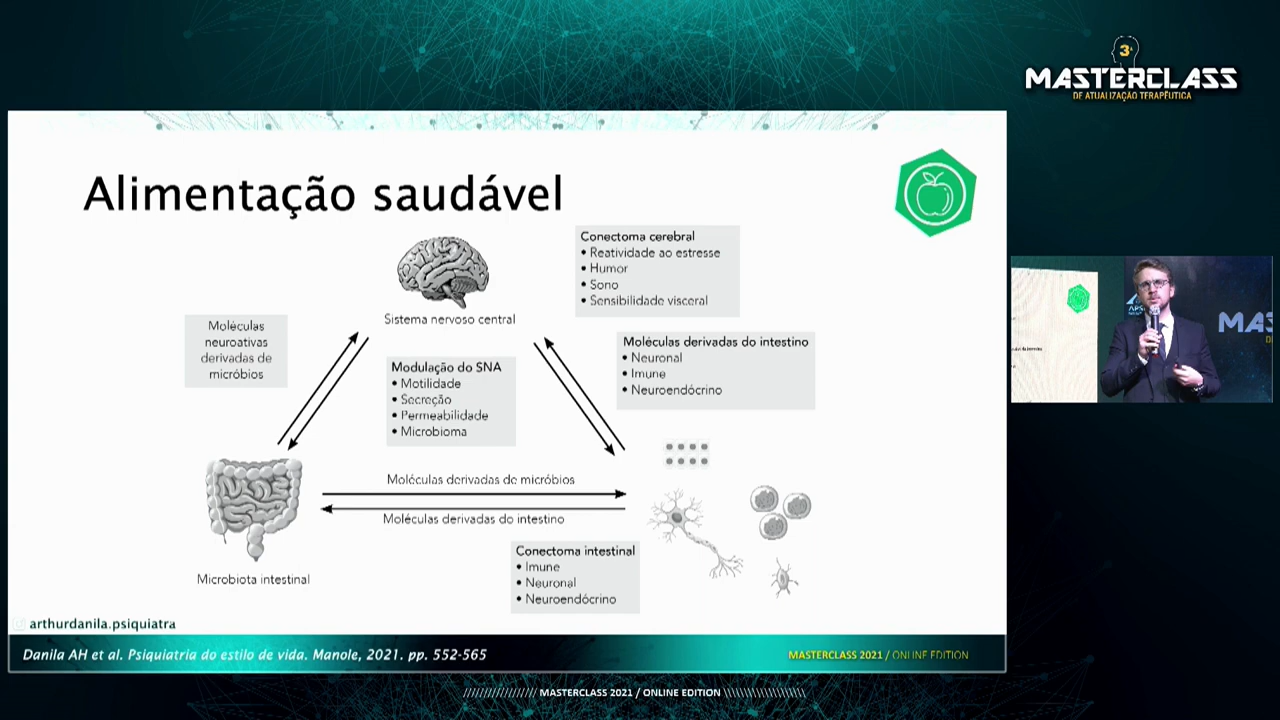 3ª
MASTERCLASS
DE ATUALIZAÇÃO TERAPÊUTICA
Alimentação saudável
Conectoma cerebral
• Reatividade ao estresse
• Humor
• Sono
• Sensibilidade visceral
Sistema nervoso central
Moléculas
neuroativas
derivadas de
micróbios
Moléculas derivadas do intestino
• Neuronal
• Imune
• Neuroendócrino
Modulação do SNA
• Motilidade
• Secreção
• Permeabilidade
• Microbioma
Moléculas derivadas de micróbios
Moléculas derivadas do intestino
Conectoma intestinal
• Imune
• Neuronal
• Neuroendócrino
Microbiota intestinal
arthurdanila.psiquiatra
Danila AH et al. Psiquiatria do estilo de vida. Manole, 2021. pp. 552-565
MASTERCLASS 2021 / ONLINE EDITION
MAS
////////////////// MASTERCLASS 2021 / ONLINE EDITION \\\\\\\\\\\\\\\\\\